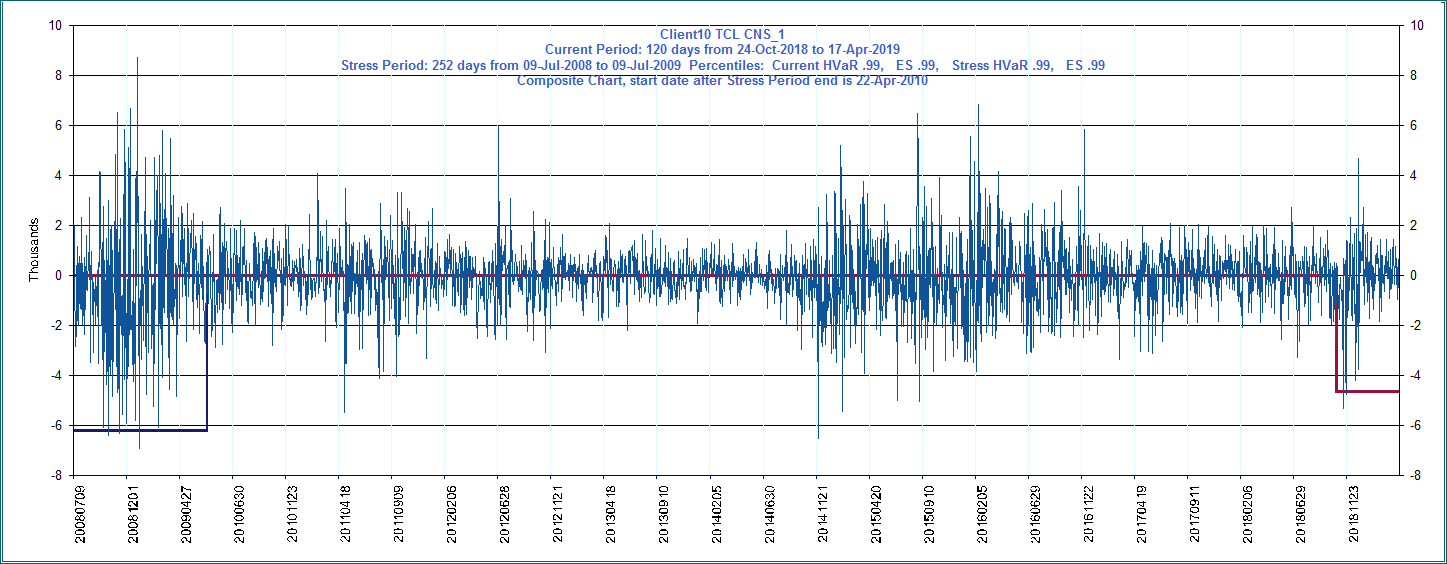 Client10 TCL CNS_1
Current Period: 120 days from 24-Oct-2018 to 17-Apr-2019
Stress Period: 252 days from 09-Jul-2008 to 09-Jul-2009  Percentiles:  Current HVaR .99,   ES .99,   Stress HVaR .99,   ES .99
Composite Chart, start date after Stress Period end is 22-Apr-2010
10 10
8 8
6 6
4 4
2 2
Thousands
0 0
-2 -2
-4 -4
-6 -6
-8 -8
20080709 20081201 20090427 20100630 20101123 20110418 20110909 20120206 20120628 20121121 20130418 20130910 20140205 20140630 20141121 20150420 20150910 20160205 20160629 20161122 20170419 20170911 20180206 20180629 20181123